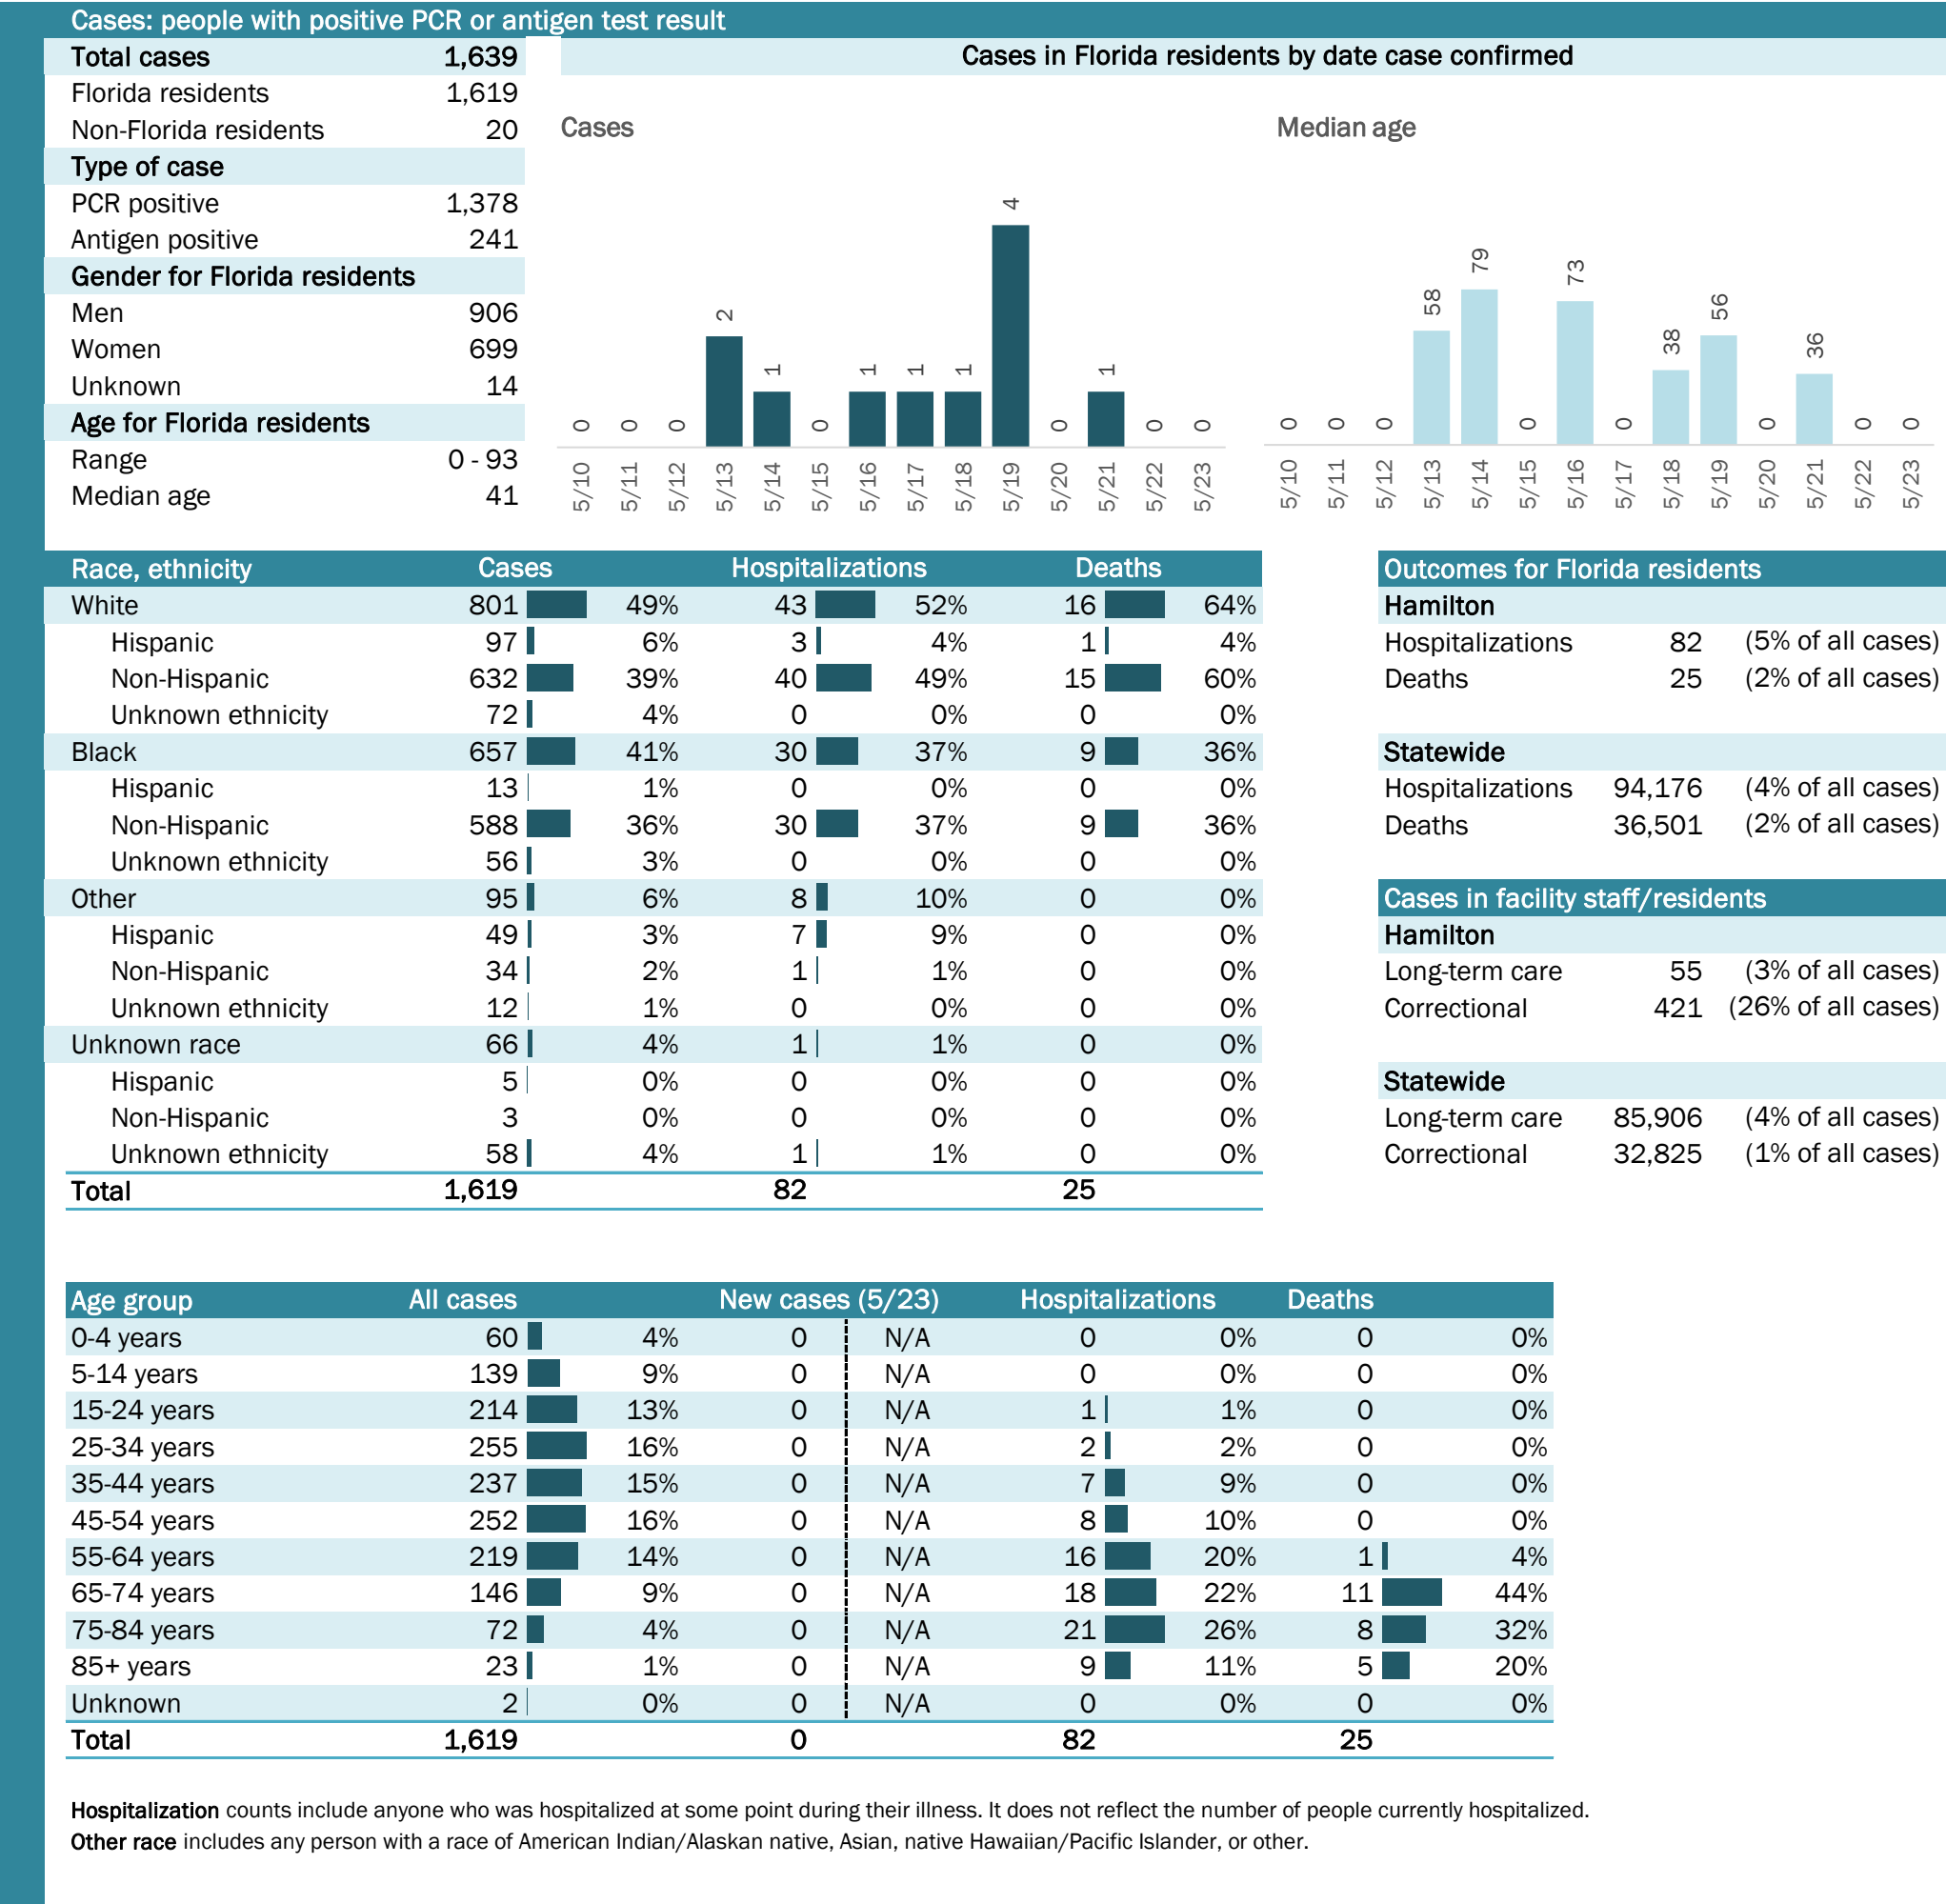 Cases: people with positive PCR or antigen test result
Total cases 1,639
Florida residents 1,619
Non-Florida residents 20
Type of case
PCR positive 1,378
Antigen positive 241
Gender for Florida residents
Men 906
Women 699
Unknown 14
Age for Florida residents
Range 0 - 93
Median age 41
Cases in Florida residents by date case confirmed
Cases
0 0 0 2 1 0 1 1 1 4 0 1 0 0
5/10 5/11 5/12 5/13 5/14 5/15 5/16 5/17 5/18 5/19 5/20 5/21 5/22 5/23
Median age
0 0 0 58 79 0 73 0 38 56 0 36 0 0
5/10 5/11 5/12 5/13 5/14 5/15 5/16 5/17 5/18 5/19 5/20 5/21 5/22 5/23
Race, ethnicity Cases Hospitalizations Deaths
White 801 49% 43 52% 16 64%
Hispanic 97 6% 3 4% 1 4%
Non-Hispanic 632 39% 40 49% 15 60%
Unknown ethnicity 72 4% 0 0% 0 0%
Black 657 41% 30 37% 9 36%
Hispanic 13 1% 0 0% 0 0%
Non-Hispanic 588 36% 30 37% 9 36%
Unknown ethnicity 56 3% 0 0% 0 0%
Other 95 6% 8 10% 0 0%
Hispanic 49 3% 7 9% 0 0%
Non-Hispanic 34 2% 1 1% 0 0%
Unknown ethnicity 12 1% 0 0% 0 0%
Unknown race 66 4% 1 1% 0 0%
Hispanic 5 0% 0 0% 0 0%
Non-Hispanic 3 0% 0 0% 0 0%
Unknown ethnicity 58 4% 1 1% 0 0%
Total 1,619 82 25
Outcomes for Florida residents
Hamilton
Hospitalizations 82 (5% of all cases)
Deaths 25 (2% of all cases)
Statewide
Hospitalizations 94,176 (4% of all cases)
Deaths 36,501 (2% of all cases)
Cases in facility staff/residents
Hamilton
Long-term care 55 (3% of all cases)
Correctional 421 (26% of all cases)
Statewide
Long-term care 85,906 (4% of all cases)
Correctional 32,825 (1% of all cases)
Age group All cases New cases (5/23) Hospitalizations Deaths
0-4 years 60 4% 0 N/A 0 0% 0 0%
5-14 years 139 9% 0 N/A 0 0% 0 0%
15-24 years 214 13% 0 N/A 1 1% 0 0%
25-34 years 255 16% 0 N/A 2 2% 0 0%
35-44 years 237 15% 0 N/A 7 9% 0 0%
45-54 years 252 16% 0 N/A 8 10% 0 0%
55-64 years 219 14% 0 N/A 16 20% 1 4%
65-74 years 146 9% 0 N/A 18 22% 11 44%
75-84 years 72 4% 0 N/A 21 26% 8 32%
85+ years 23 1% 0 N/A 9 11% 5 20%
Unknown 2 0% 0 N/A 0 0% 0 0%
Total 1,619 0 82 25
Hospitalization counts include anyone who was hospitalized at some point during their illness. It does not reflect the number of people currently hospitalized.
Other race includes any person with a race of American Indian/Alaskan native, Asian, native Hawaiian/Pacific Islander, or other.